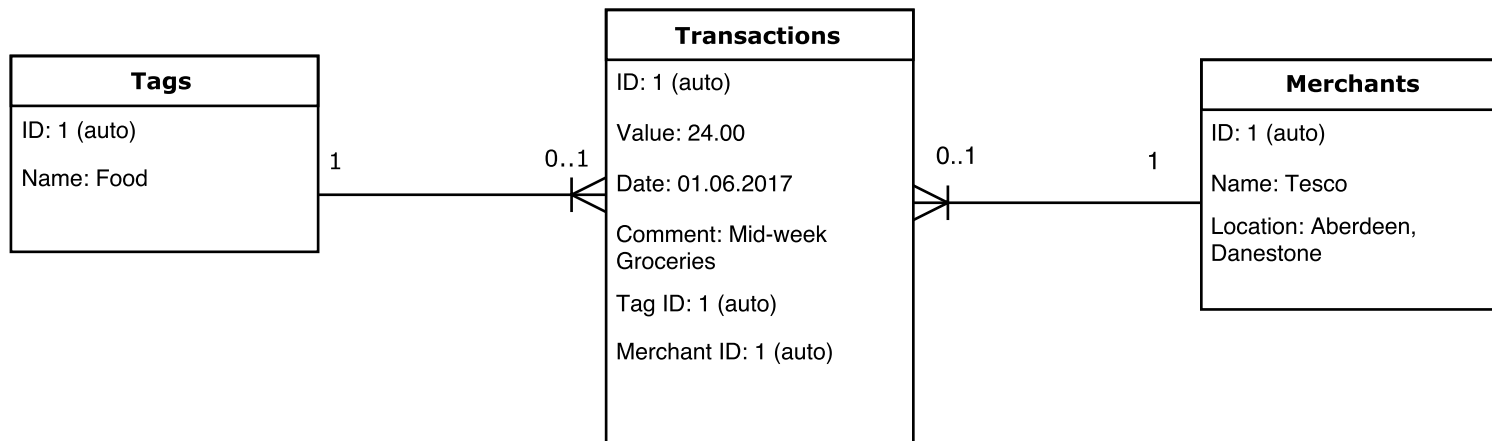 Tags
ID: 1 (auto)
Name: Food
1
0..1
Transactions
ID: 1 (auto)
Value: 24.00
Date: 01.06.2017
Comment: Mid-week
Groceries
Tag ID: 1 (auto)
Merchant ID: 1 (auto)
0..1
1
Merchants
ID: 1 (auto)
Name: Tesco
Location: Aberdeen,
Danestone